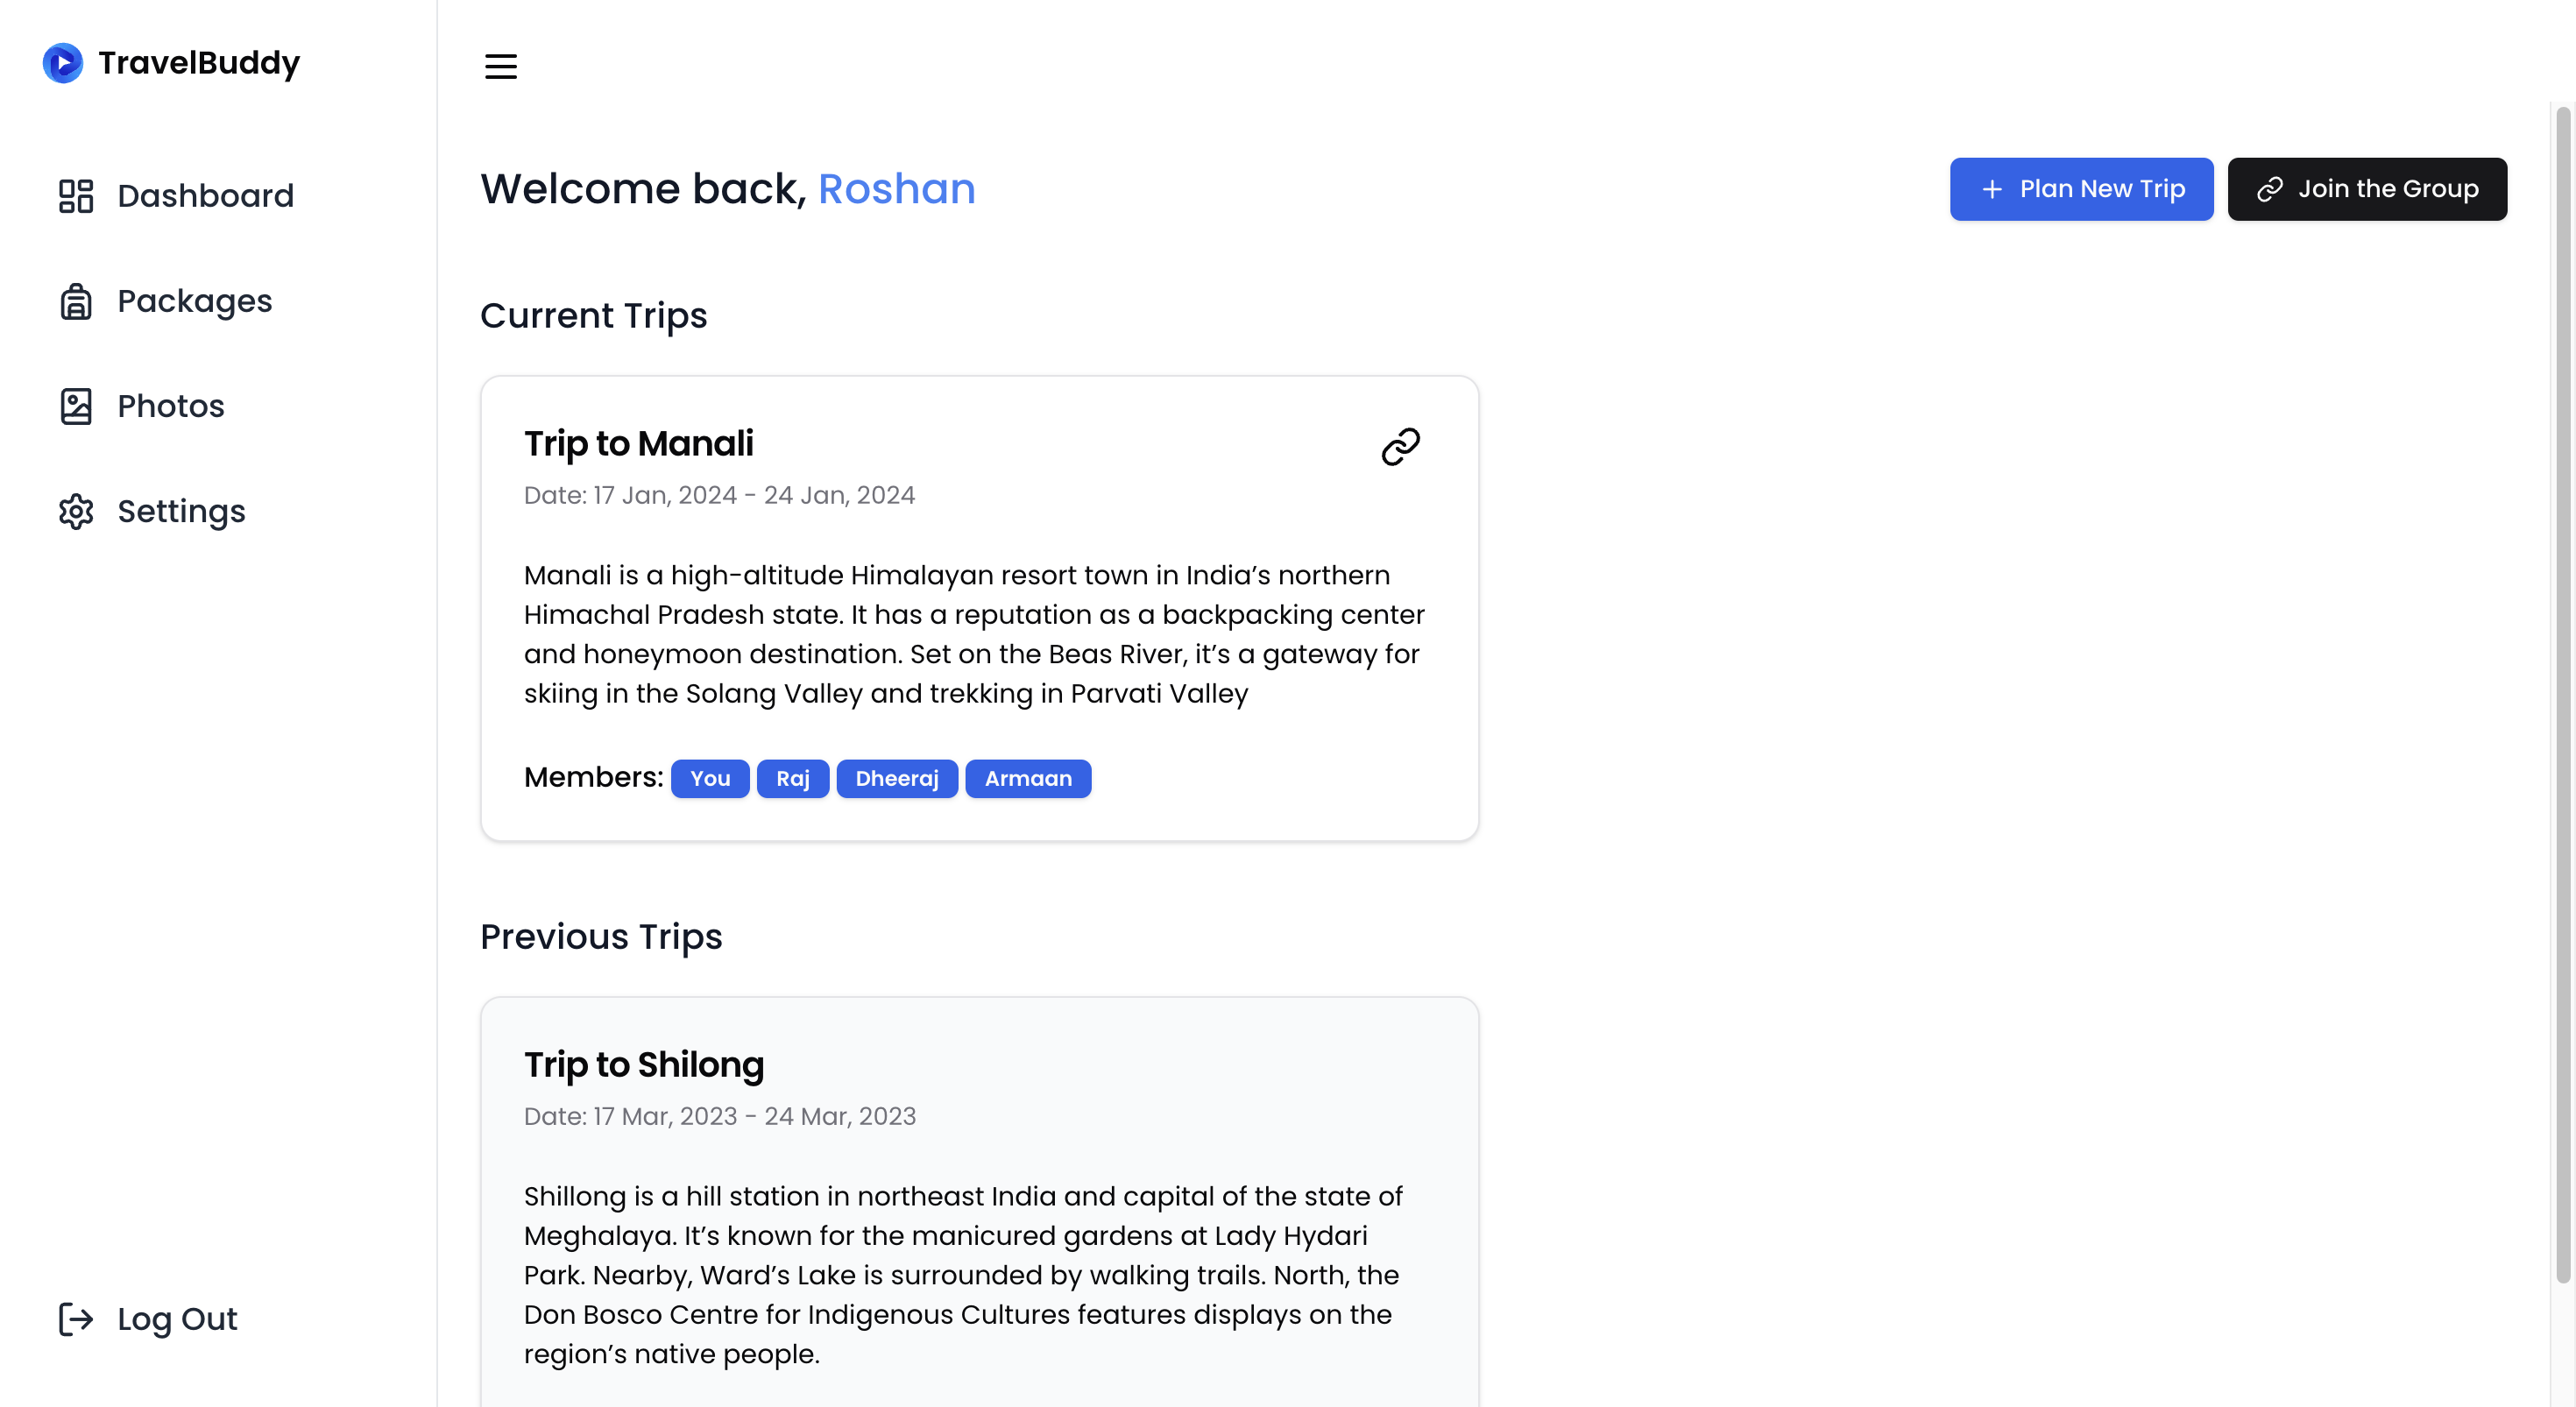 TravelBuddy
Dashboard
Packages
Photos
Settings
Log Out
Welcome back, Roshan
Plan New Trip
Join the Group
Current Trips
Trip to Manali
Date: 17 Jan, 2024 - 24 Jan, 2024
Manali is a high-altitude Himalayan resort town in India’s northern
Himachal Pradesh state. It has a reputation as a backpacking center
and honeymoon destination. Set on the Beas River, it’s a gateway for
skiing in the Solang Valley and trekking in Parvati Valley
Members: You Raj Dheeraj Armaan
Previous Trips
Trip to Shilong
Date: 17 Mar, 2023 - 24 Mar, 2023
Shillong is a hill station in northeast India and capital of the state of
Meghalaya. It’s known for the manicured gardens at Lady Hydari
Park. Nearby, Ward’s Lake is surrounded by walking trails. North, the
Don Bosco Centre for Indigenous Cultures features displays on the
region’s native people.